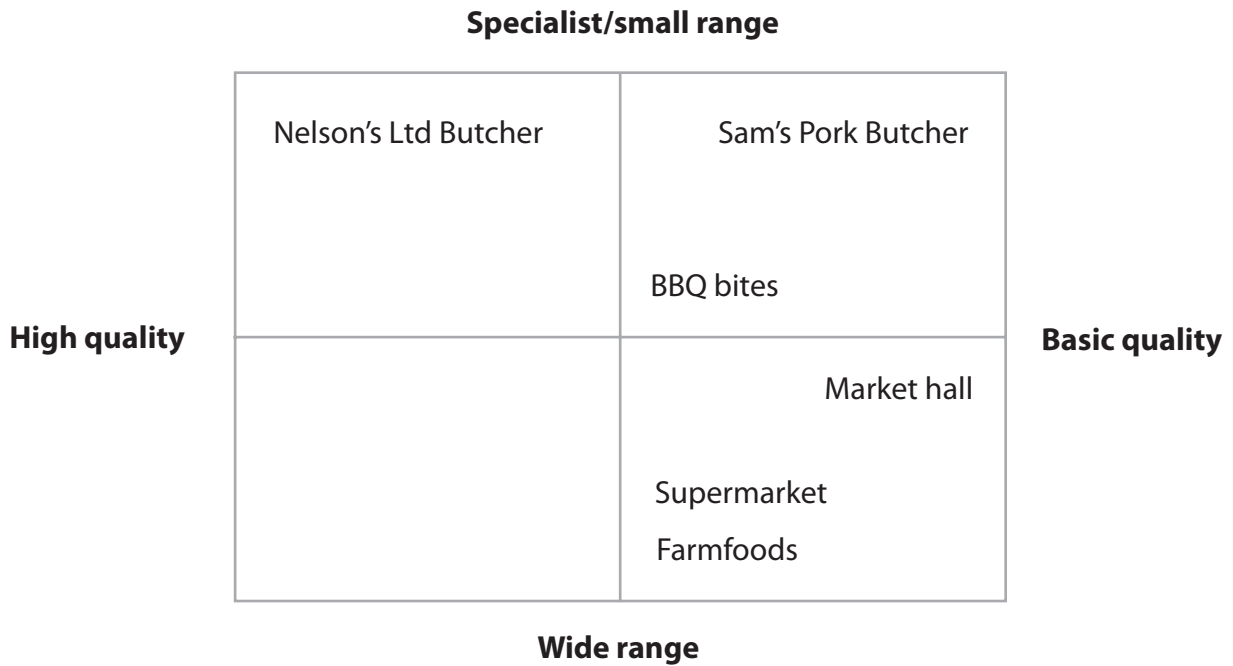 Specialist/small range
Nelson’s Ltd Butcher
Sam’s Pork Butcher
BBQ bites
High quality
Basic quality
Market hall
Supermarket
Farmfoods
Wide range